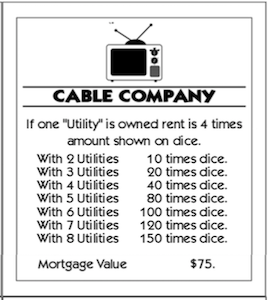 CABLE COMPANY
If one "Utility" is owned rent is 4 times
amount shown on dice.
With 2 Utilities 10 times dice.
With 3 Utilities 20 times dice.
With 4 Utilities 40 times dice.
With 5 Utilities 80 times dice.
With 6 Utilities 100 times dice.
With 7 Utilities 120 times dice.
With 8 Utilities 150 times dice.
Mortgage Value $75.